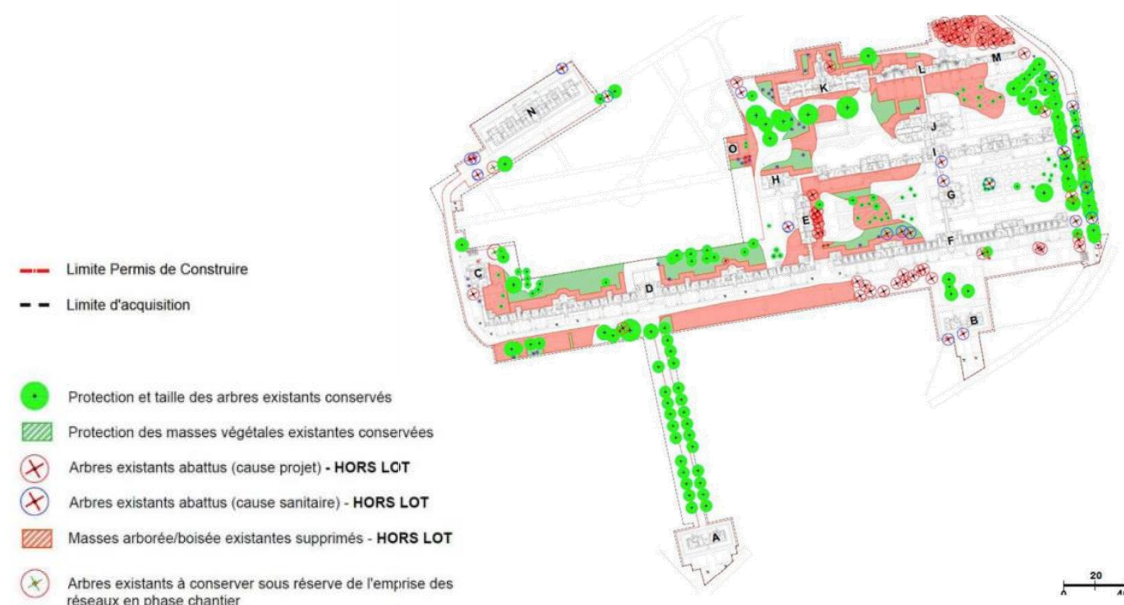 Limite Permis de Construire
Limite d'acquisition
Protection et taille des arbres existants conservés
Protection des masses végétales existantes conservées
Arbres existants abattus (cause projet) - HORS LOT
Arbres existants abattus (cause sanitaire) - HORS LOT
Masses arborée/boisée existantes supprimés - HORS LOT
Arbres existants à conserver sous réserve de l'emprise des
réseaux en phase chantier
N
K
L
M
O
J
I
H
G
E
F
C
D
B
A
20
0